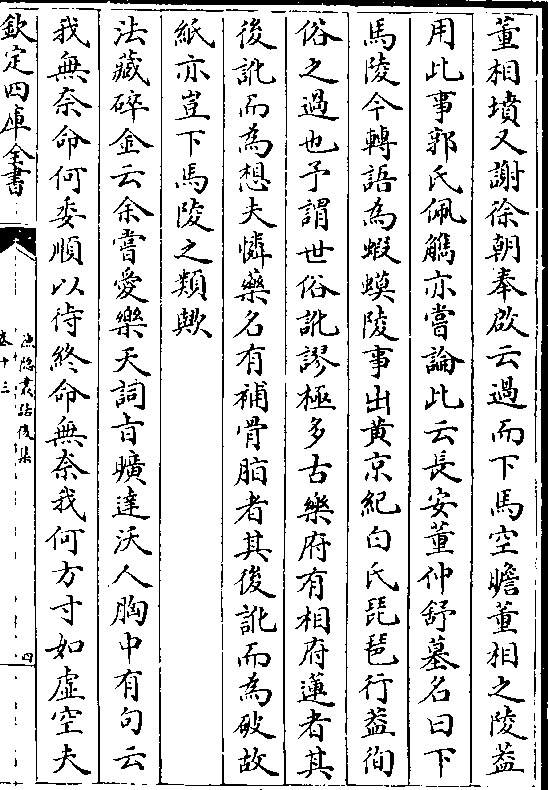 董相墳又謝徐朝奉啟云過而下馬空瞻董相之陵葢
用此事郭氏佩觿亦嘗論此云長安董仲舒墓名曰下
馬陵今轉語為蝦蟆陵事出黄京紀白氏琵琶行葢徇
俗之過也予謂世俗訛謬極多古樂府有相府蓮者其
後訛而為想夫憐藥名有補骨脂者其後訛而為破故
紙亦豈下馬陵之類歟
法藏碎金云余嘗愛樂天詞㫖曠達沃人胸中有句云
我無奈命何委順以待終命無奈我何方寸如虛空夫
欽定四庫全書
漁隱叢話後集
卷十三
四